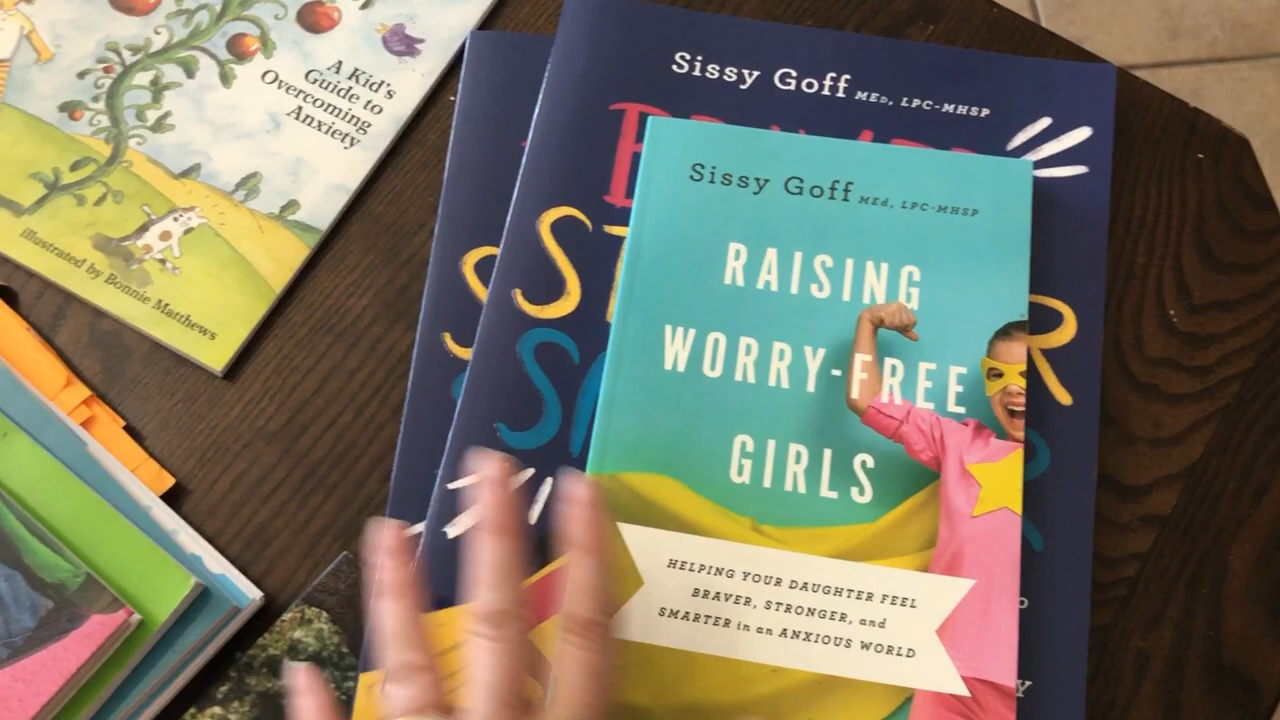 A Kid's
Guide to
Overcoming
Anxiety
illustrated by Bonnie Matthews
Sissy Goff MEd, LPC-MHSP
Sissy Goff MEd, LPC-MHSP
RAISING
WORRY-FREE
GIRLS
HELPING YOUR DAUGHTER FEEL
BRAVER, STRONGER, and
SMARTER in an ANXIOUS WORLD